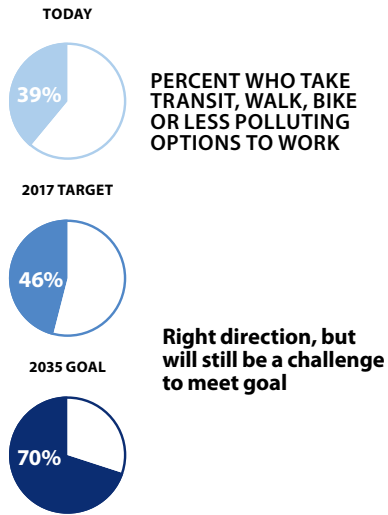 TODAY
39%
PERCENT WHO TAKE
TRANSIT, WALK, BIKE
OR LESS POLLUTING
OPTIONS TO WORK
2017 TARGET
46%
Right direction, but
will still be a challenge
to meet goal
2035 GOAL
70%